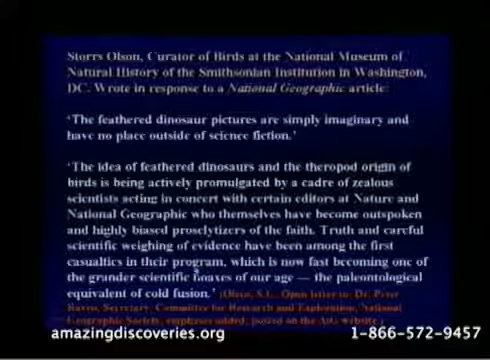 Storrs Olson, Curator of Birds at the National Museum of
Natural History of the Smithsonian Institution in Washington,
DC. Wrote in response to a National Geographic article:
'The feathered dinosaur pictures are simply imaginary and
have no place outside of science fiction.'
'The idea of feathered dinosaurs and the theropod origin of
birds is being actively promulgated by a cadre of zealous
scientists acting in concert with certain editors at Nature and
National Geographic who themselves have become outspoken
and highly biased proselytizers of the faith. Truth and careful
scientific weighing of evidence have been among the first
casualties in their program, which is now fast becoming one of
the grander scientific hoaxes of our age — the paleontological
equivalent of cold fusion.' (Olson, S.L., Open letter to: Dr. Peter
Raven, Secretary, Committee for Research and Exploration, National
Geographic Society, emphases added;
amazingdiscoveries.org 1-866-572-9457